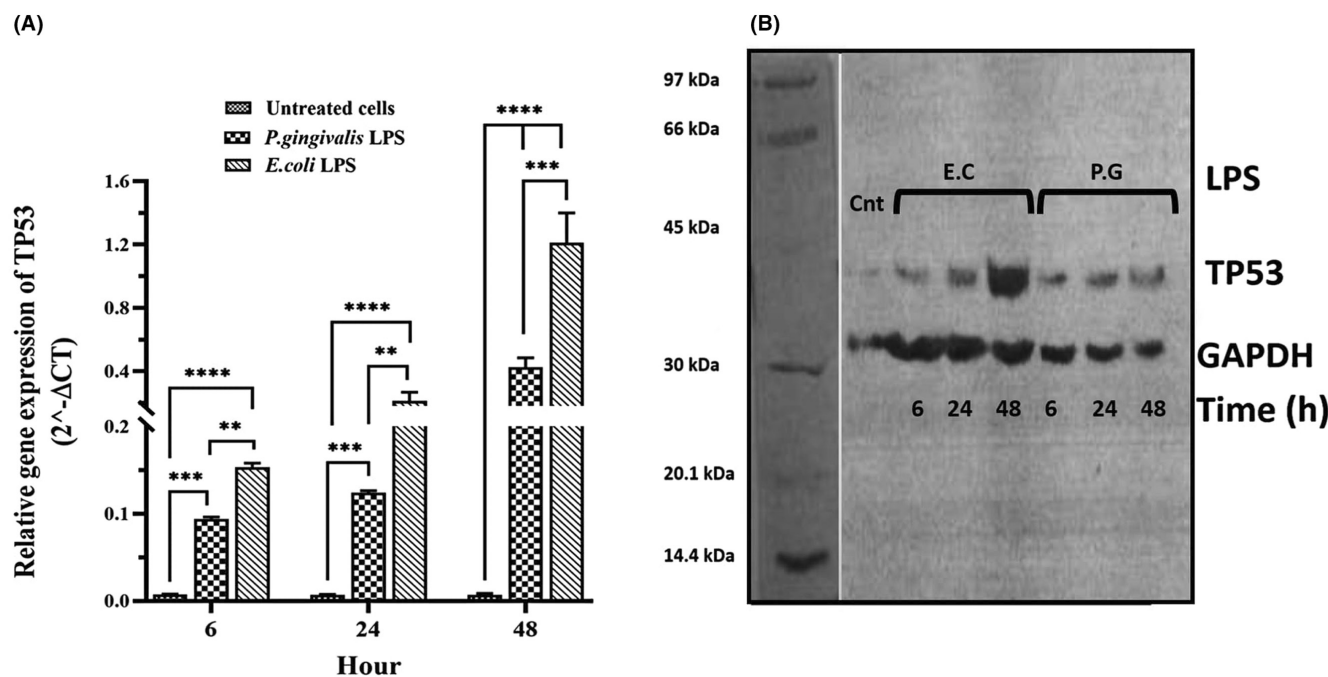 (A)
Untreated cells
P.gingivalis LPS
E.coli LPS
Relative gene expression of TP53
(2^-ΔCT)
1.6
1.2
0.8
0.4
0.2
0.1
0.0
****
**
***
****
**
***
****
***
6
24
48
Hour
(B)
97 kDa
66 kDa
45 kDa
30 kDa
20.1 kDa
14.4 kDa
Cnt
E.C
P.G
LPS
TP53
GAPDH
6 24 48 6 24 48 Time (h)